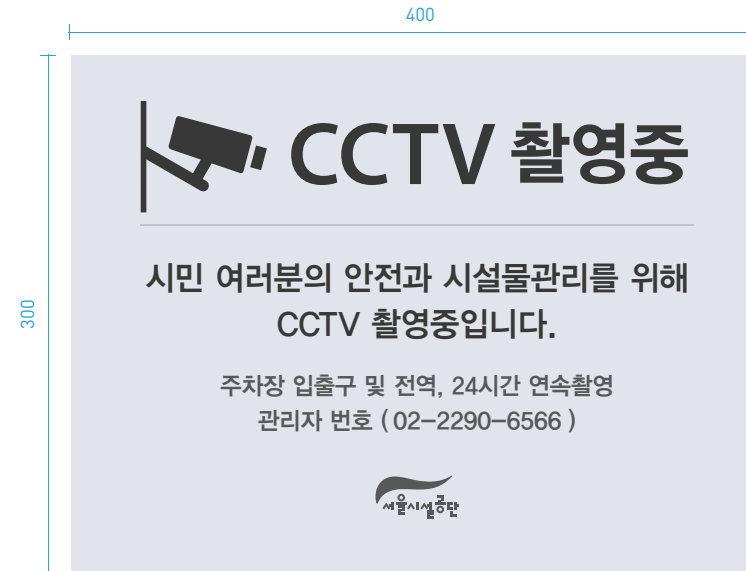 400
CCTV 촬영중
300
시민 여러분의 안전과 시설물관리를 위해
CCTV 촬영중입니다.
주차장 입출구 및 전역, 24시간 연속촬영
관리자 번호 ( 02-2290-6566 )
서울시설공단